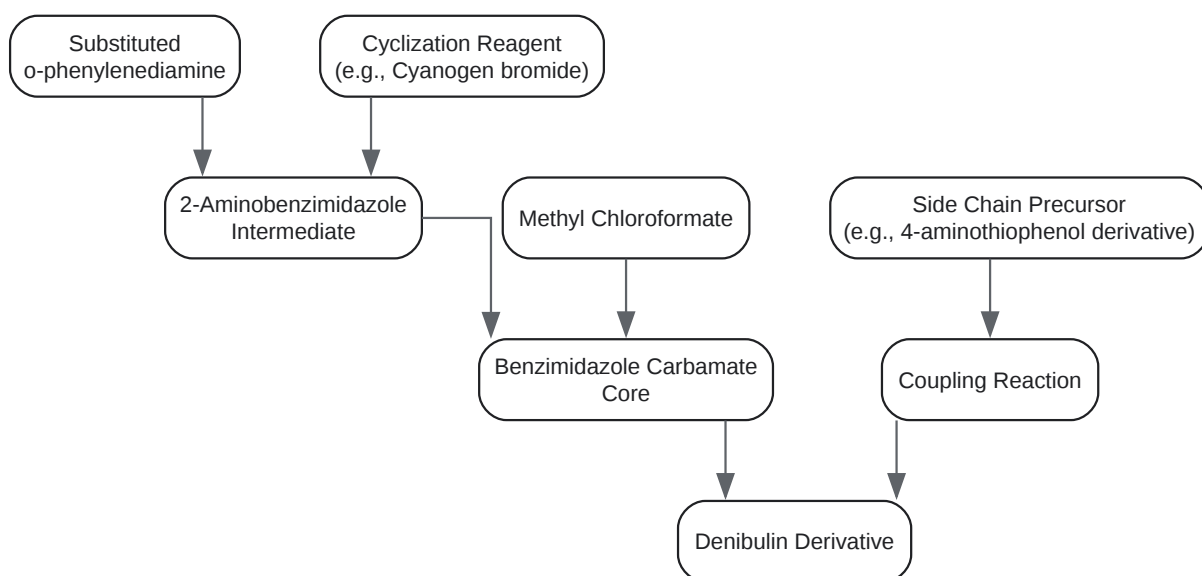 Substituted
o-phenylenediamine
Cyclization Reagent
(e.g., Cyanogen bromide)
2-Aminobenzimidazole
Intermediate
Methyl Chloroformate
Side Chain Precursor
(e.g., 4-aminothiophenol derivative)
Benzimidazole Carbamate
Core
Coupling Reaction
Denibulin Derivative